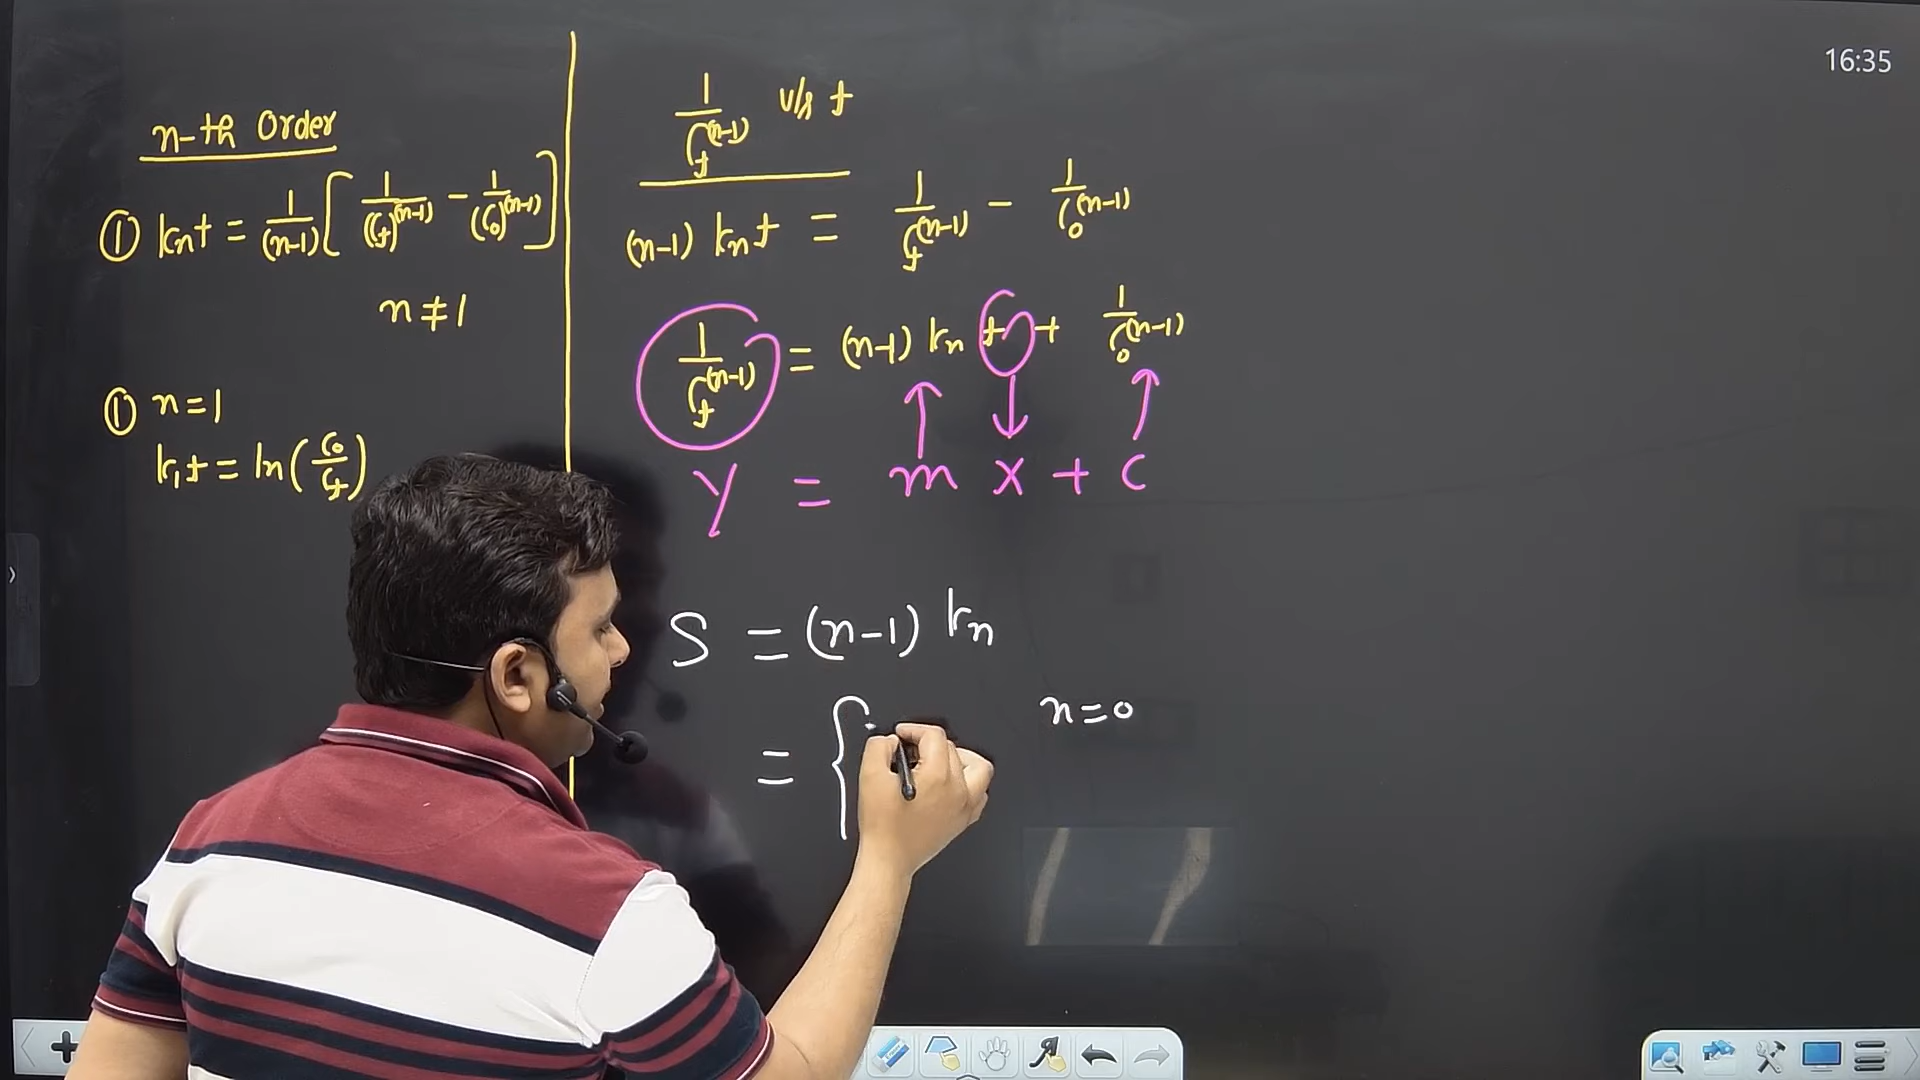 16:35
n-th Order
① kₙt = 1/(n-1) [ 1/(Cₜ)⁽ⁿ⁻¹⁾ - 1/(C₀)⁽ⁿ⁻¹⁾ ]
n ≠ 1
① n = 1
k₁t = ln(C₀/Cₜ)
1/Cₜ⁽ⁿ⁻¹⁾ v/s t
(n-1) kₙt = 1/Cₜ⁽ⁿ⁻¹⁾ - 1/C₀⁽ⁿ⁻¹⁾
1/Cₜ⁽ⁿ⁻¹⁾ = (n-1) kₙ t + 1/C₀⁽ⁿ⁻¹⁾
Y = m X + C
S = (n-1) kₙ
= { n = 0